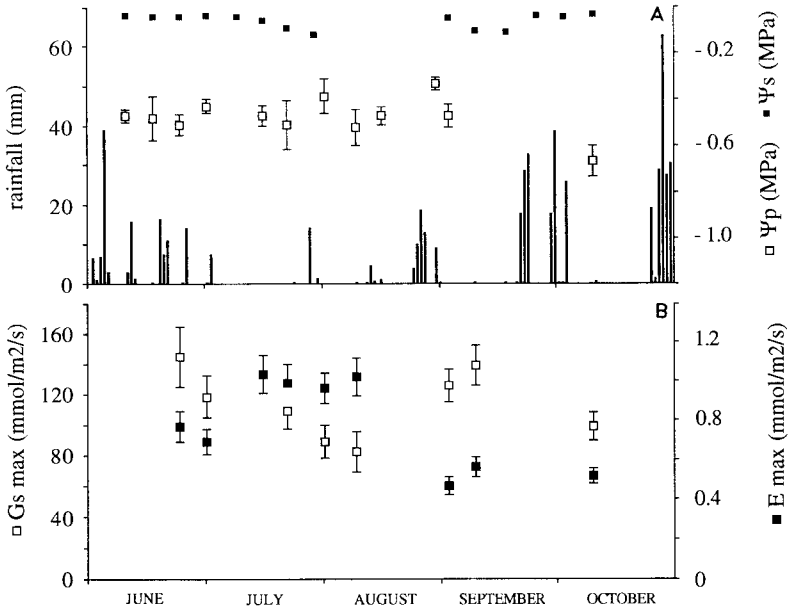 A
rainfall (mm)
60
40
20
0
- 0.2
- 0.6
- 1.0
■ Ψs (MPa)
□ Ψp (MPa)
B
□ Gs max (mmol/m2/s)
160
120
80
40
0
1.2
0.8
0.4
0
■ E max (mmol/m2/s)
JUNE JULY AUGUST SEPTEMBER OCTOBER